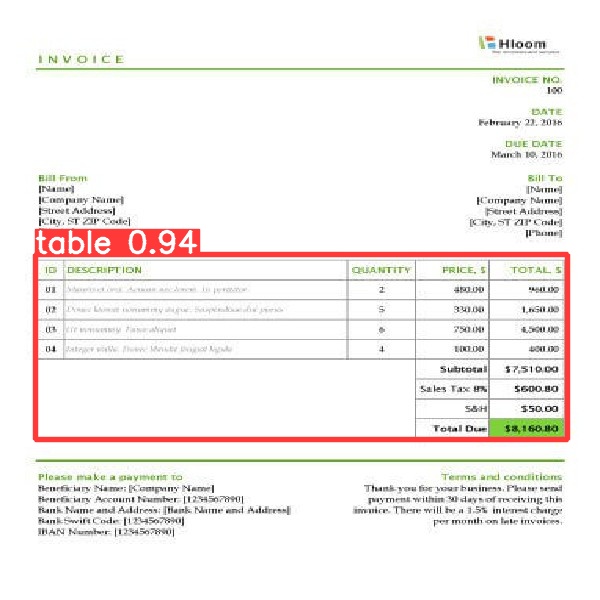 Hloom
INVOICE
INVOICE NO.
100
DATE
February 22, 2016
DUE DATE
March 10, 2016
Bill From
[Name]
[Company Name]
[Street Address]
[City, ST ZIP Code]
Bill To
[Name]
[Company Name]
[Street Address]
[City, ST ZIP Code]
[Phone]
table 0.94
ID DESCRIPTION QUANTITY PRICE, $ TOTAL, $
01 2 480.00 960.00
02 5 330.00 1,650.00
03 6 750.00 4,500.00
04 4 100.00 400.00
Subtotal $7,510.00
Sales Tax 8% $600.80
S&H $50.00
Total Due $8,160.80
Please make a payment to
Beneficiary Name: [Company Name]
Beneficiary Account Number: [1234567890]
Bank Name and Address: [Bank Name and Address]
Bank Swift Code: [1234567890]
IBAN Number: [1234567890]
Terms and conditions
Thank you for your business. Please send
payment within 30 days of receiving this
invoice. There will be a 1.5% interest charge
per month on late invoices.